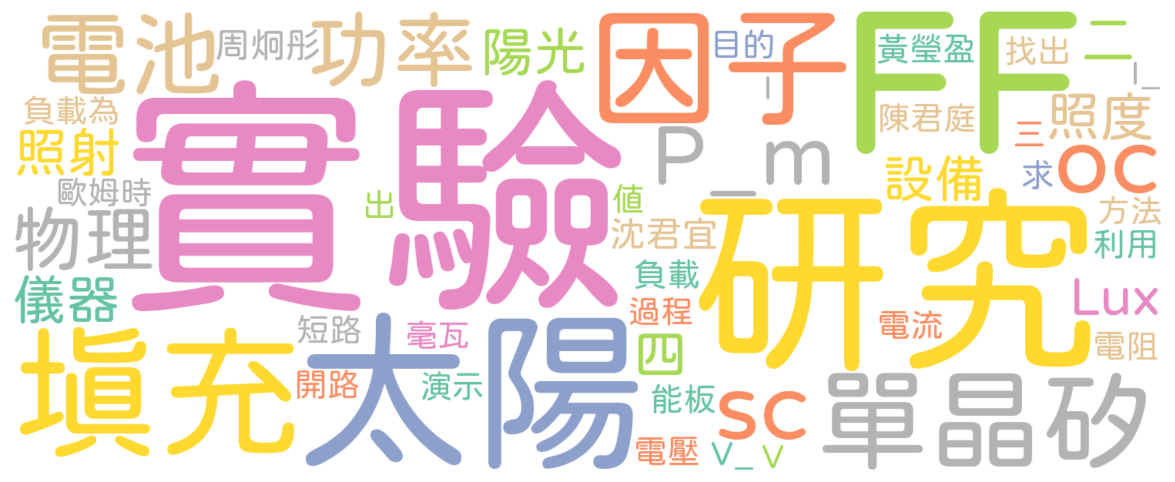 電池
周炯彤
功率
陽光
因子
目的
FF
黃瑩盈
找出
二
I_
I
負載為
照射
實驗
P_m
陳君庭
三
照度
設備
求
oc
歐姆時
物理
出
值
沈君宜
研究
方法
利用
儀器
負載
過程
Lux
電流
電阻
填充
短路
太陽
毫瓦
四
開路
演示
能板
sc
單晶矽
電壓
V_
V